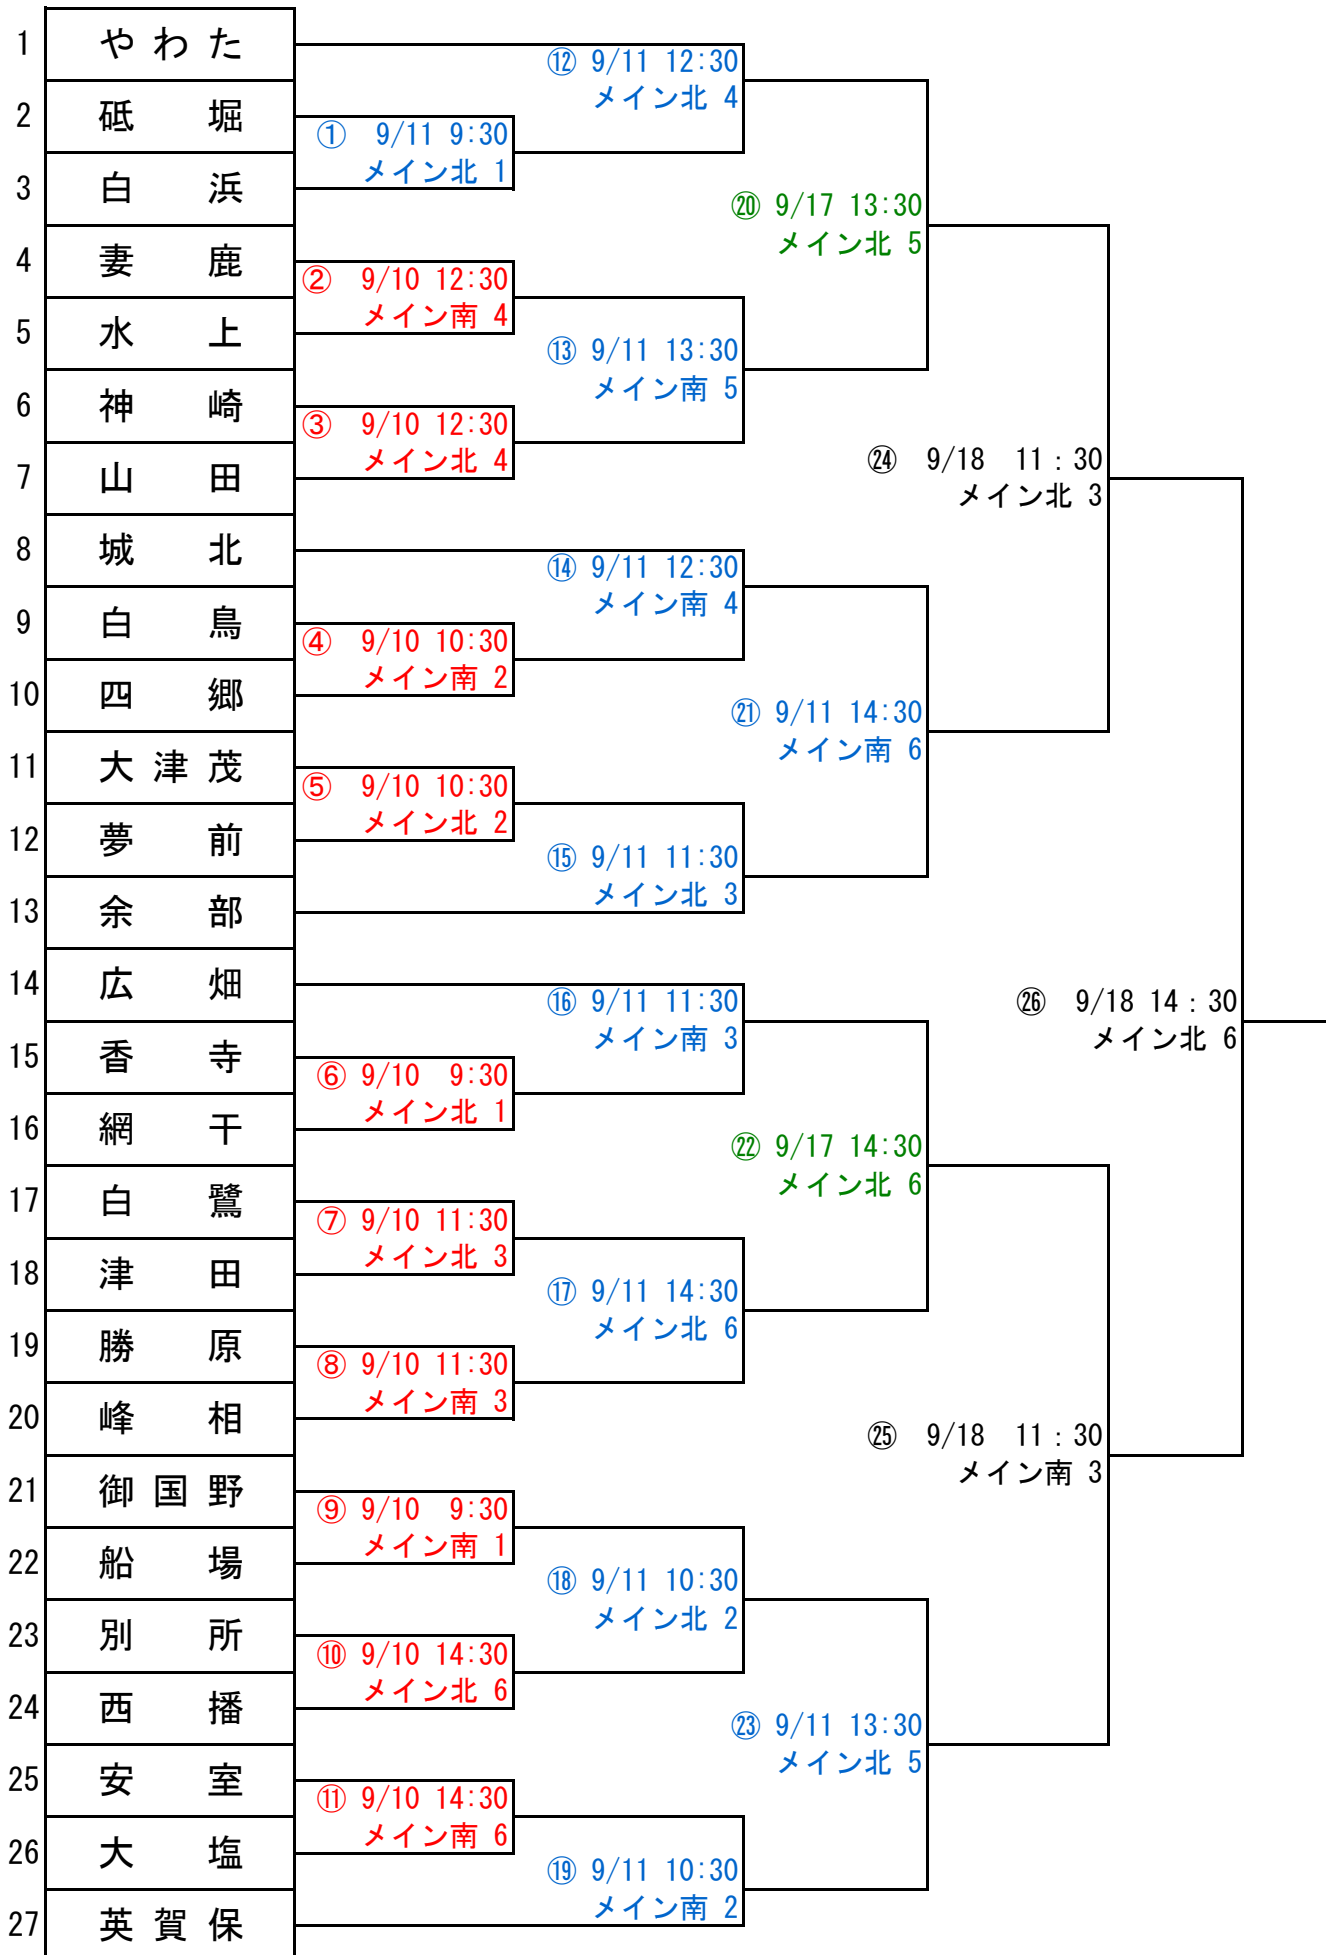 1 やわた
2 砥堀
3 白浜
4 妻鹿
5 水上
6 神崎
7 山田
8 城北
9 白鳥
10 四郷
11 大津茂
12 夢前
13 余部
14 広畑
15 香寺
16 網干
17 白鷺
18 津田
19 勝原
20 峰相
21 御国野
22 船場
23 別所
24 西播
25 安室
26 大塩
27 英賀保
① 9/11 9:30
メイン北 1
② 9/10 12:30
メイン南 4
③ 9/10 12:30
メイン北 4
④ 9/10 10:30
メイン南 2
⑤ 9/10 10:30
メイン北 2
⑥ 9/10 9:30
メイン北 1
⑦ 9/10 11:30
メイン北 3
⑧ 9/10 11:30
メイン南 3
⑨ 9/10 9:30
メイン南 1
⑩ 9/10 14:30
メイン北 6
⑪ 9/10 14:30
メイン南 6
⑫ 9/11 12:30
メイン北 4
⑬ 9/11 13:30
メイン南 5
⑭ 9/11 12:30
メイン南 4
⑮ 9/11 11:30
メイン北 3
⑯ 9/11 11:30
メイン南 3
⑰ 9/11 14:30
メイン北 6
⑱ 9/11 10:30
メイン北 2
⑲ 9/11 10:30
メイン南 2
⑳ 9/17 13:30
メイン北 5
㉑ 9/11 14:30
メイン南 6
㉒ 9/17 14:30
メイン北 6
㉓ 9/11 13:30
メイン北 5
㉔ 9/18 11：30
メイン北 3
㉕ 9/18 11：30
メイン南 3
㉖ 9/18 14：30
メイン北 6